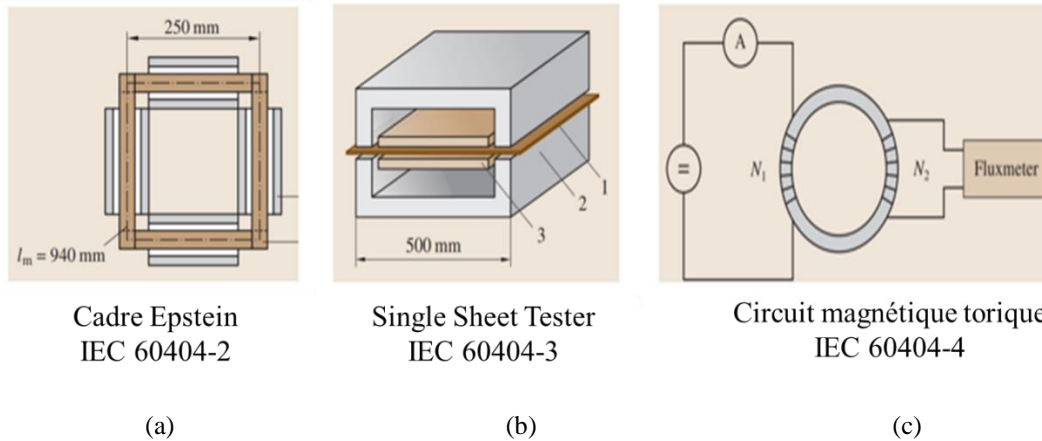 250 mm
lm = 940 mm
1
2
3
500 mm
A
=
N1
N2
Fluxmeter
Cadre Epstein
IEC 60404-2
Single Sheet Tester
IEC 60404-3
Circuit magnétique torique
IEC 60404-4
(a)
(b)
(c)